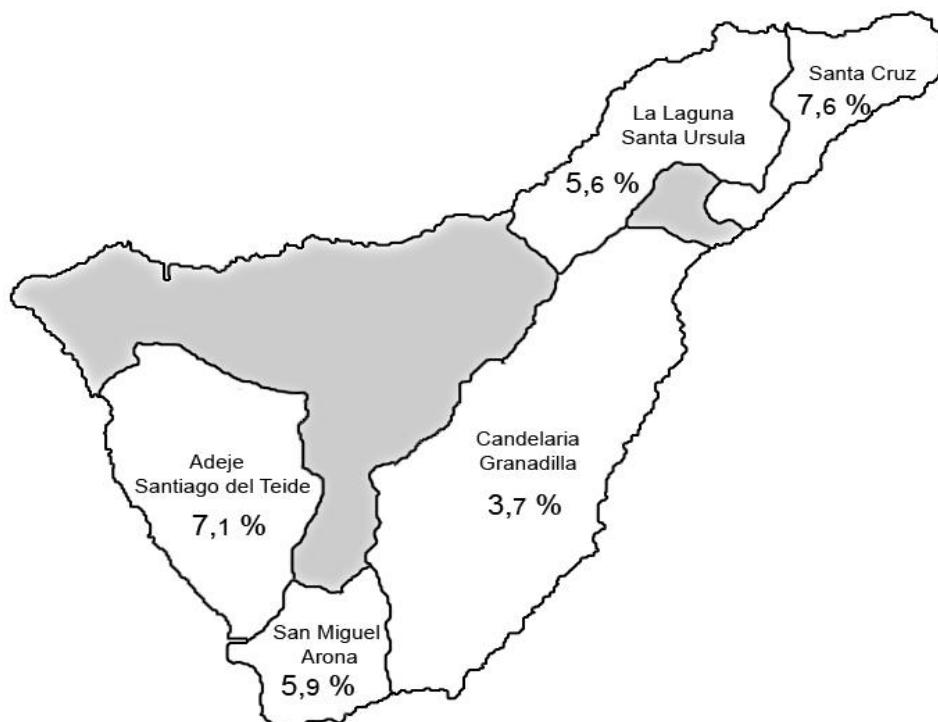 Santa Cruz
7,6 %
La Laguna
Santa Ursula
5,6 %
Candelaria
Granadilla
3,7 %
Adeje
Santiago del Teide
7,1 %
San Miguel
Arona
5,9 %